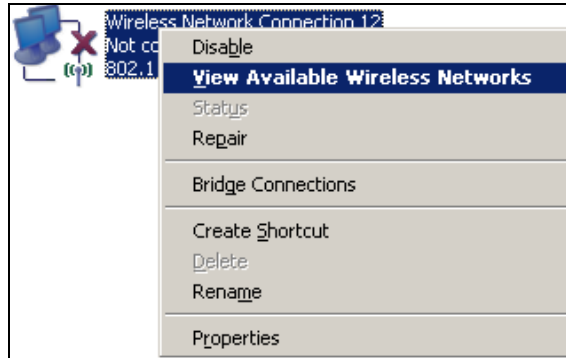 Wireless Network Connection 12
Not co
802.1
Disable
View Available Wireless Networks
Status
Repair
Bridge Connections
Create Shortcut
Delete
Rename
Properties